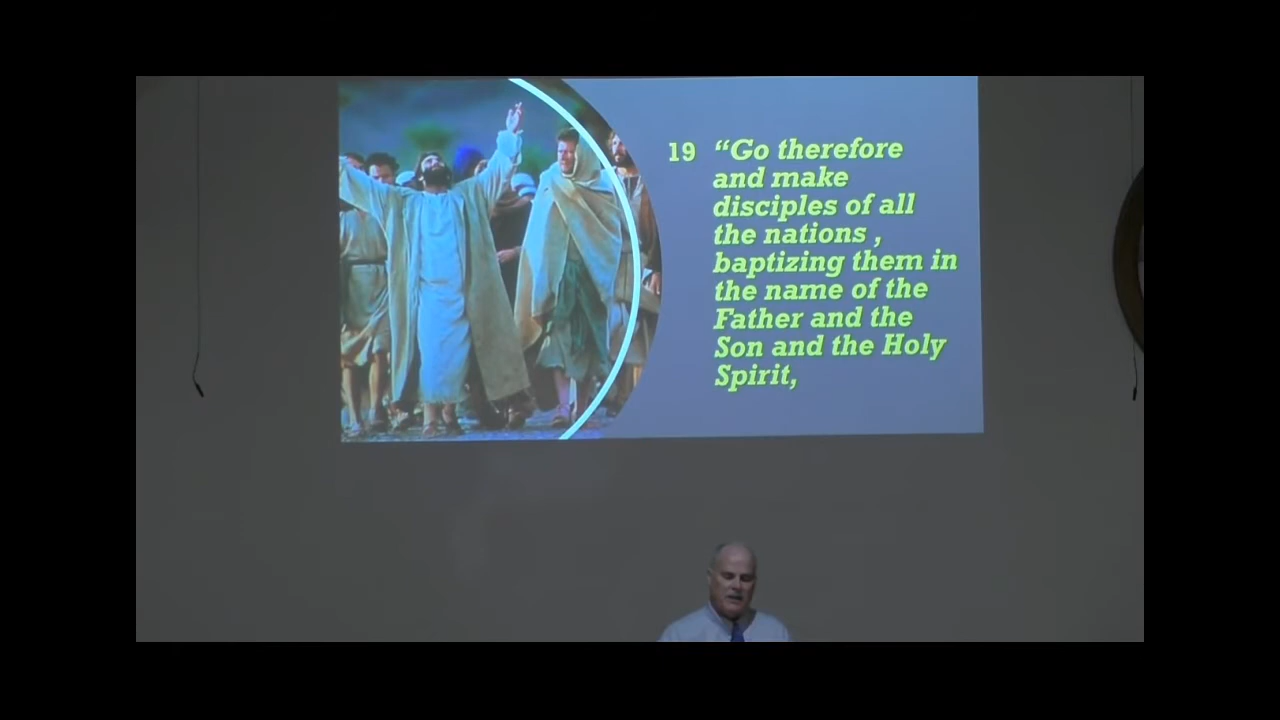 19 “Go therefore
and make
disciples of all
the nations ,
baptizing them in
the name of the
Father and the
Son and the Holy
Spirit,